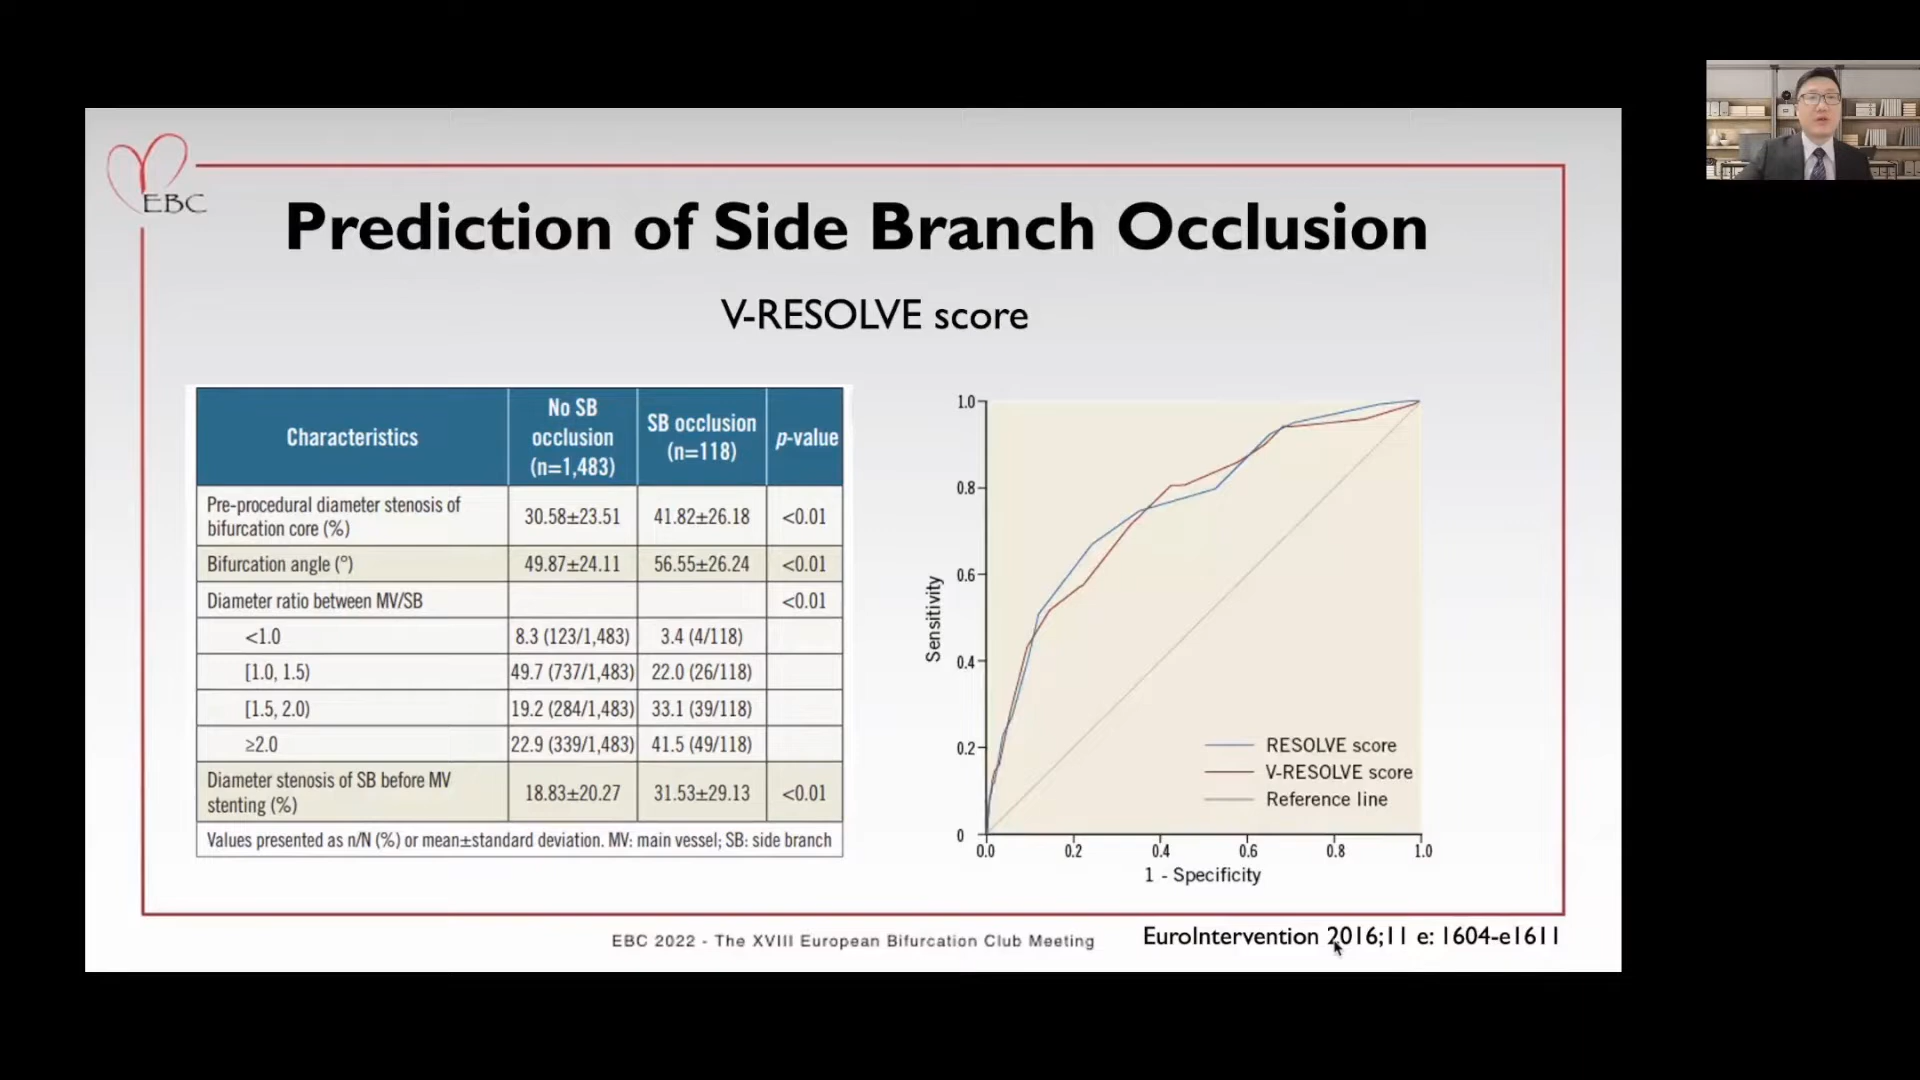 EBC
Prediction of Side Branch Occlusion
V-RESOLVE score
Characteristics
No SB
occlusion
(n=1,483)
SB occlusion
(n=118)
p-value
Pre-procedural diameter stenosis of
bifurcation core (%)
30.58±23.51
41.82±26.18
<0.01
Bifurcation angle (°)
49.87±24.11
56.55±26.24
<0.01
Diameter ratio between MV/SB
<0.01
<1.0
8.3 (123/1,483)
3.4 (4/118)
[1.0, 1.5)
49.7 (737/1,483)
22.0 (26/118)
[1.5, 2.0)
19.2 (284/1,483)
33.1 (39/118)
≥2.0
22.9 (339/1,483)
41.5 (49/118)
Diameter stenosis of SB before MV
stenting (%)
18.83±20.27
31.53±29.13
<0.01
Values presented as n/N (%) or mean±standard deviation. MV: main vessel; SB: side branch
Sensitivity
1.0
0.8
0.6
0.4
0.2
0
RESOLVE score
V-RESOLVE score
Reference line
0.0 0.2 0.4 0.6 0.8 1.0
1 - Specificity
EBC 2022 - The XVIII European Bifurcation Club Meeting
EuroIntervention 2016;11 e: 1604-e1611